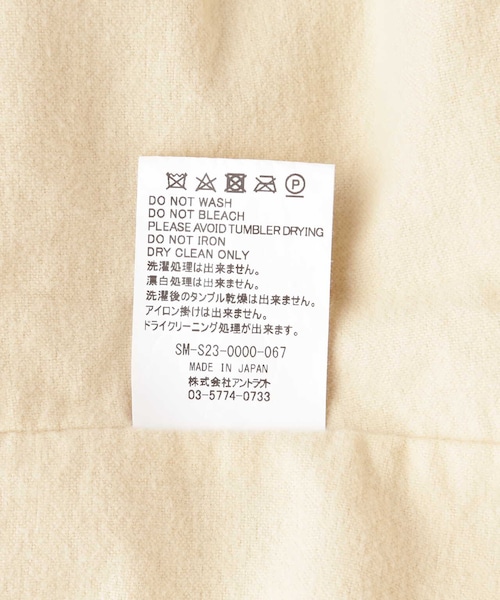 DO NOT WASH
DO NOT BLEACH
PLEASE AVOID TUMBLER DRYING
DO NOT IRON
DRY CLEAN ONLY
洗濯処理は出来ません。
漂白処理は出来ません。
洗濯後のタンブル乾燥は出来ません。
アイロン掛けは出来ません。
ドライクリーニング処理が出来ます。
SM-S23-0000-067
MADE IN JAPAN
株式会社アントラクト
03-5774-0733